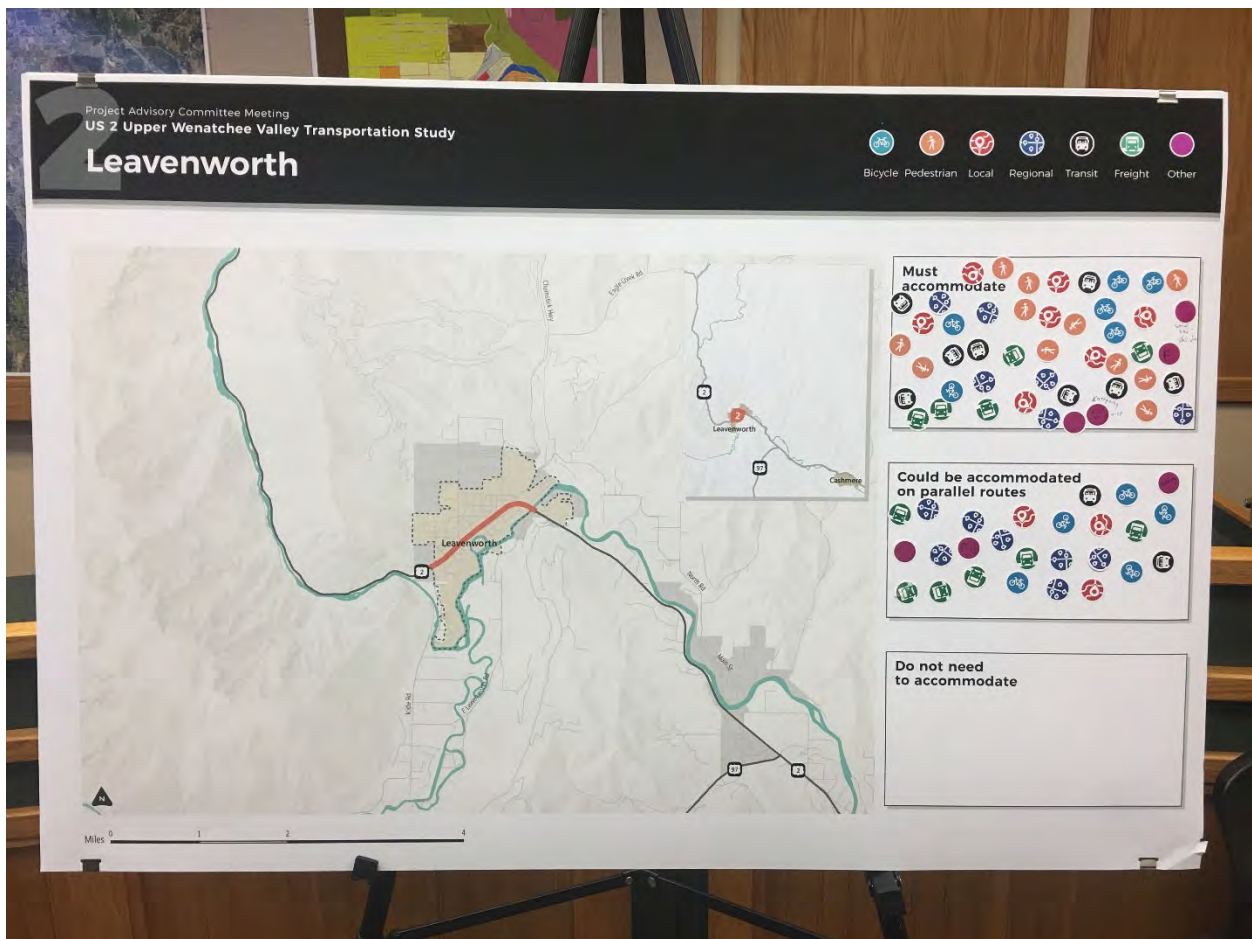 2
Project Advisory Committee Meeting
US 2 Upper Wenatchee Valley Transportation Study
Leavenworth
Bicycle Pedestrian Local Regional Transit Freight Other
Chumstick Hwy
Eagle Creek Rd
2
2
Leavenworth
97
Cashmere
Leavenworth
2
North Rd
Main St
Icicle Rd
E Leavenworth Rd
97
2
N
Miles 0 1 2 4
Must
accommodate
Could be accommodated
on parallel routes
Do not need
to accommodate